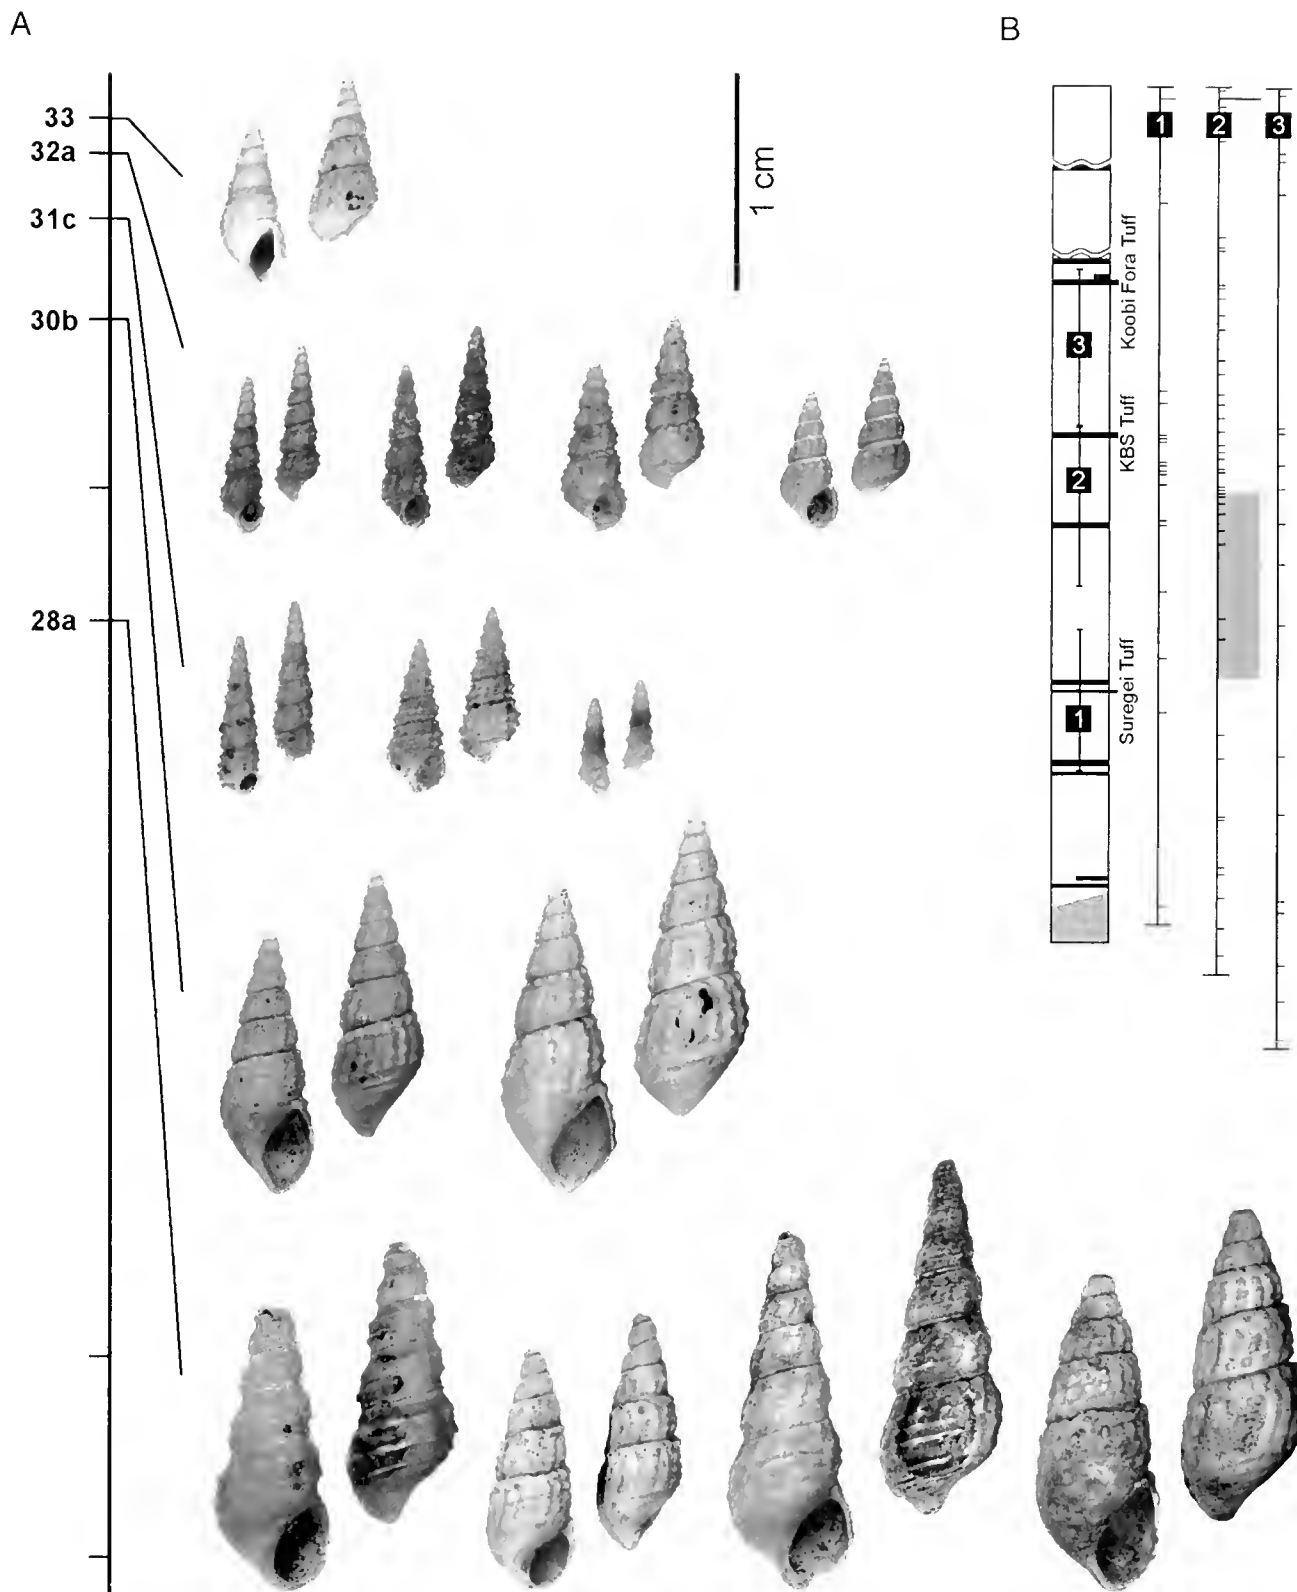 A
33
32a
31c
30b
28a
1 cm
B
1 2 3
3
2
1
Koobi Fora Tuff
KBS Tuff
Suregei Tuff